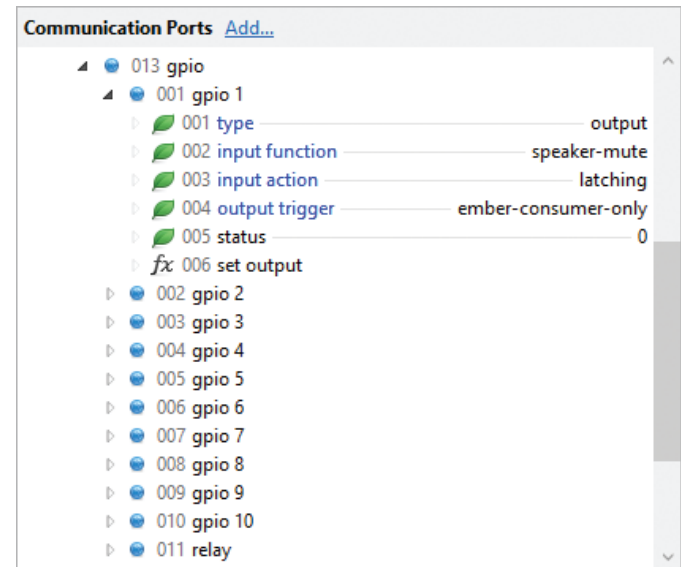 Communication Ports Add...
013 gpio
001 gpio 1
001 type output
002 input function speaker-mute
003 input action latching
004 output trigger ember-consumer-only
005 status 0
fx 006 set output
002 gpio 2
003 gpio 3
004 gpio 4
005 gpio 5
006 gpio 6
007 gpio 7
008 gpio 8
009 gpio 9
010 gpio 10
011 relay